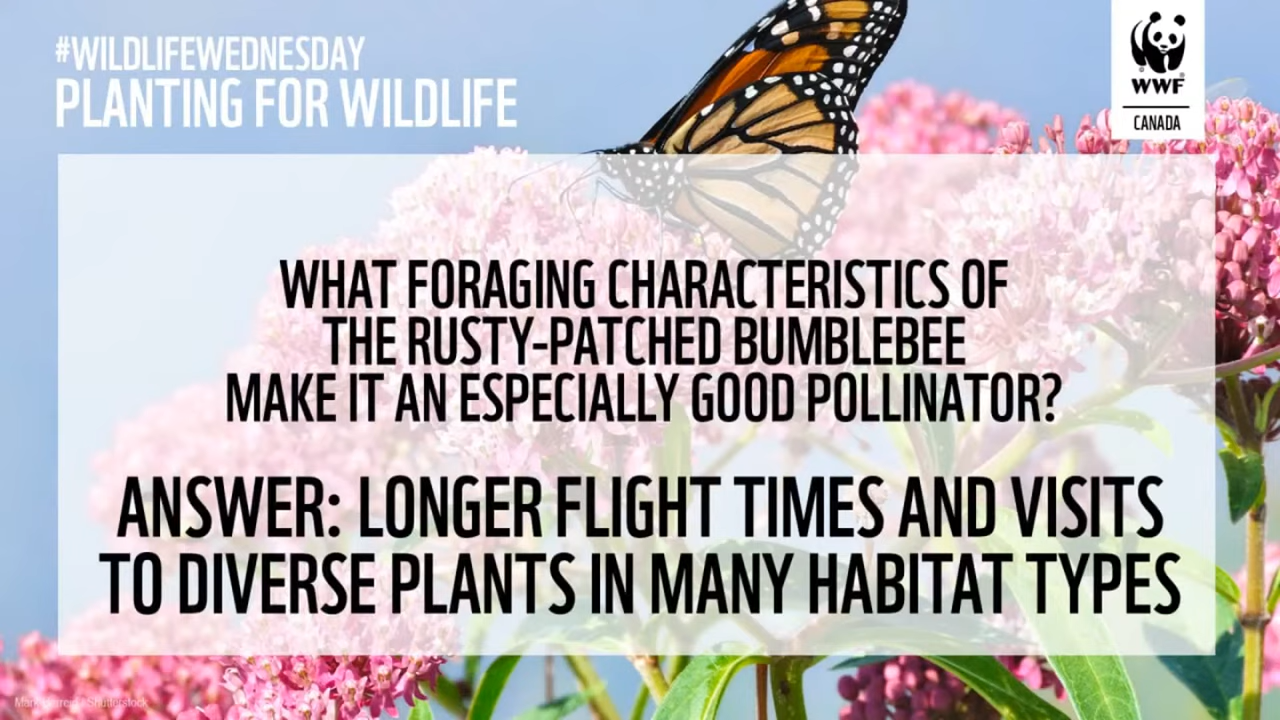 #WILDLIFEWEDNESDAY
PLANTING FOR WILDLIFE
WWF
CANADA
WHAT FORAGING CHARACTERISTICS OF
THE RUSTY-PATCHED BUMBLEBEE
MAKE IT AN ESPECIALLY GOOD POLLINATOR?
ANSWER: LONGER FLIGHT TIMES AND VISITS
TO DIVERSE PLANTS IN MANY HABITAT TYPES
/ Shutterstock